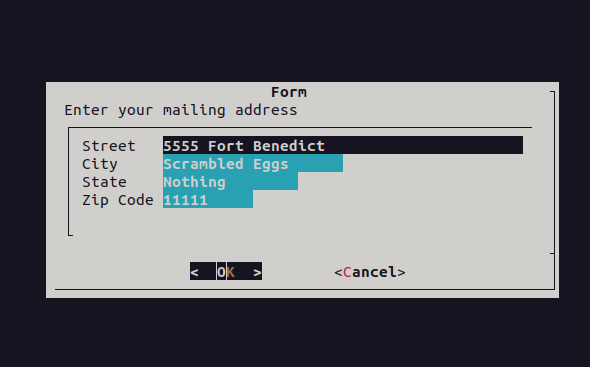 Form
Enter your mailing address
Street 5555 Fort Benedict
City Scrambled Eggs
State Nothing
Zip Code 11111
< OK > <Cancel>